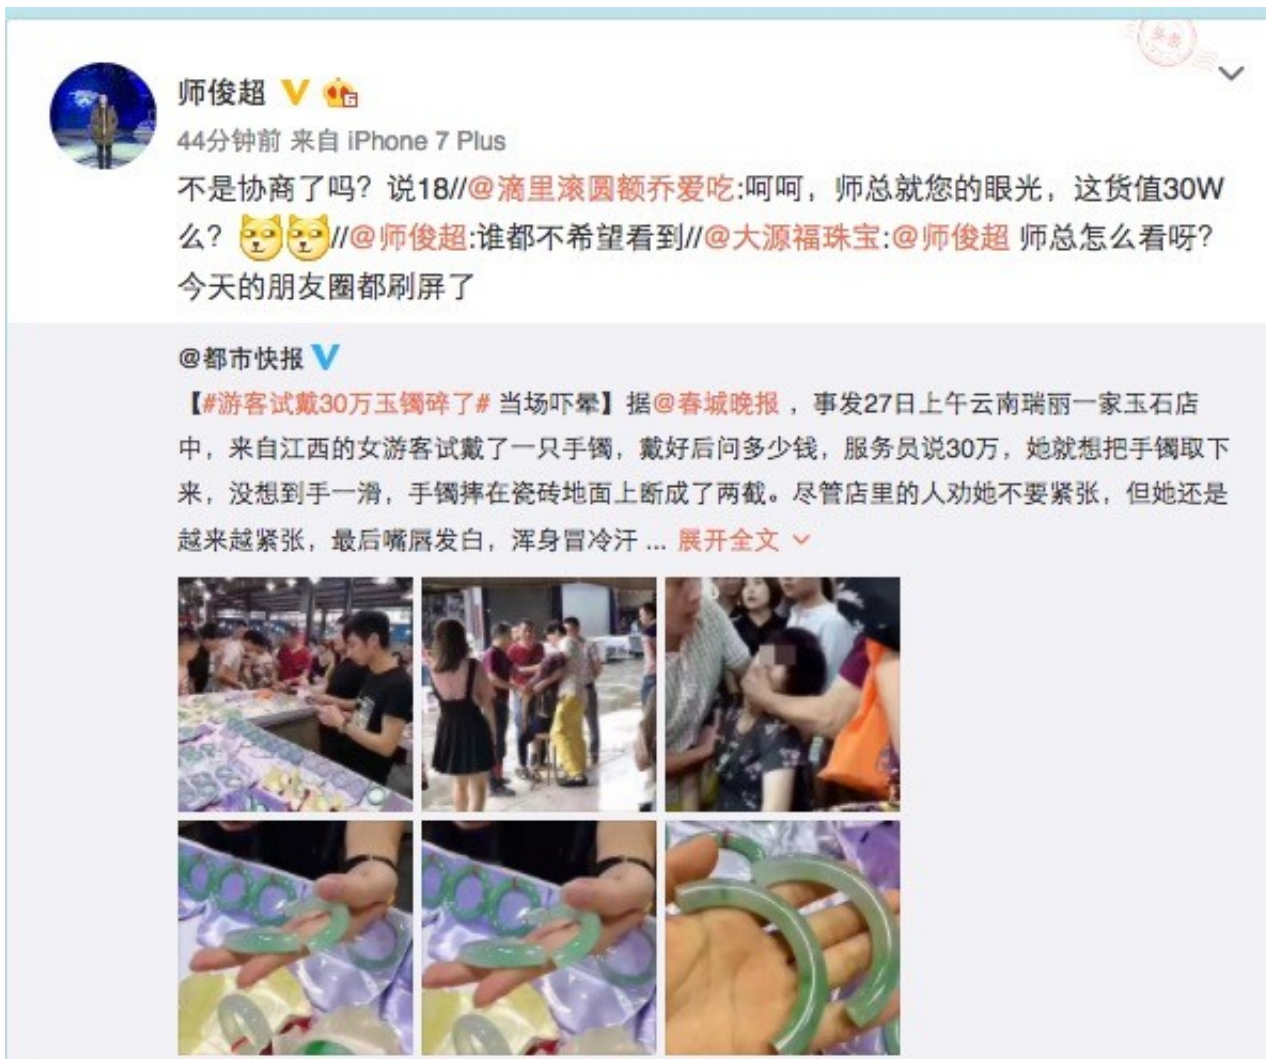 头条
师俊超
44分钟前 来自 iPhone 7 Plus
不是协商了吗？说18//@滴里滚圆额乔爱吃:呵呵，师总就您的眼光，这货值30W
么？//@师俊超:谁都不希望看到//@大源福珠宝:@师俊超 师总怎么看呀？
今天的朋友圈都刷屏了
@都市快报
【#游客试戴30万玉镯碎了# 当场吓晕】据@春城晚报 ，事发27日上午云南瑞丽一家玉石店
中，来自江西的女游客试戴了一只手镯，戴好后问多少钱，服务员说30万，她就想把手镯取下
来，没想到手一滑，手镯摔在瓷砖地面上断成了两截。尽管店里的人劝她不要紧张，但她还是
越来越紧张，最后嘴唇发白，浑身冒冷汗 ... 展开全文